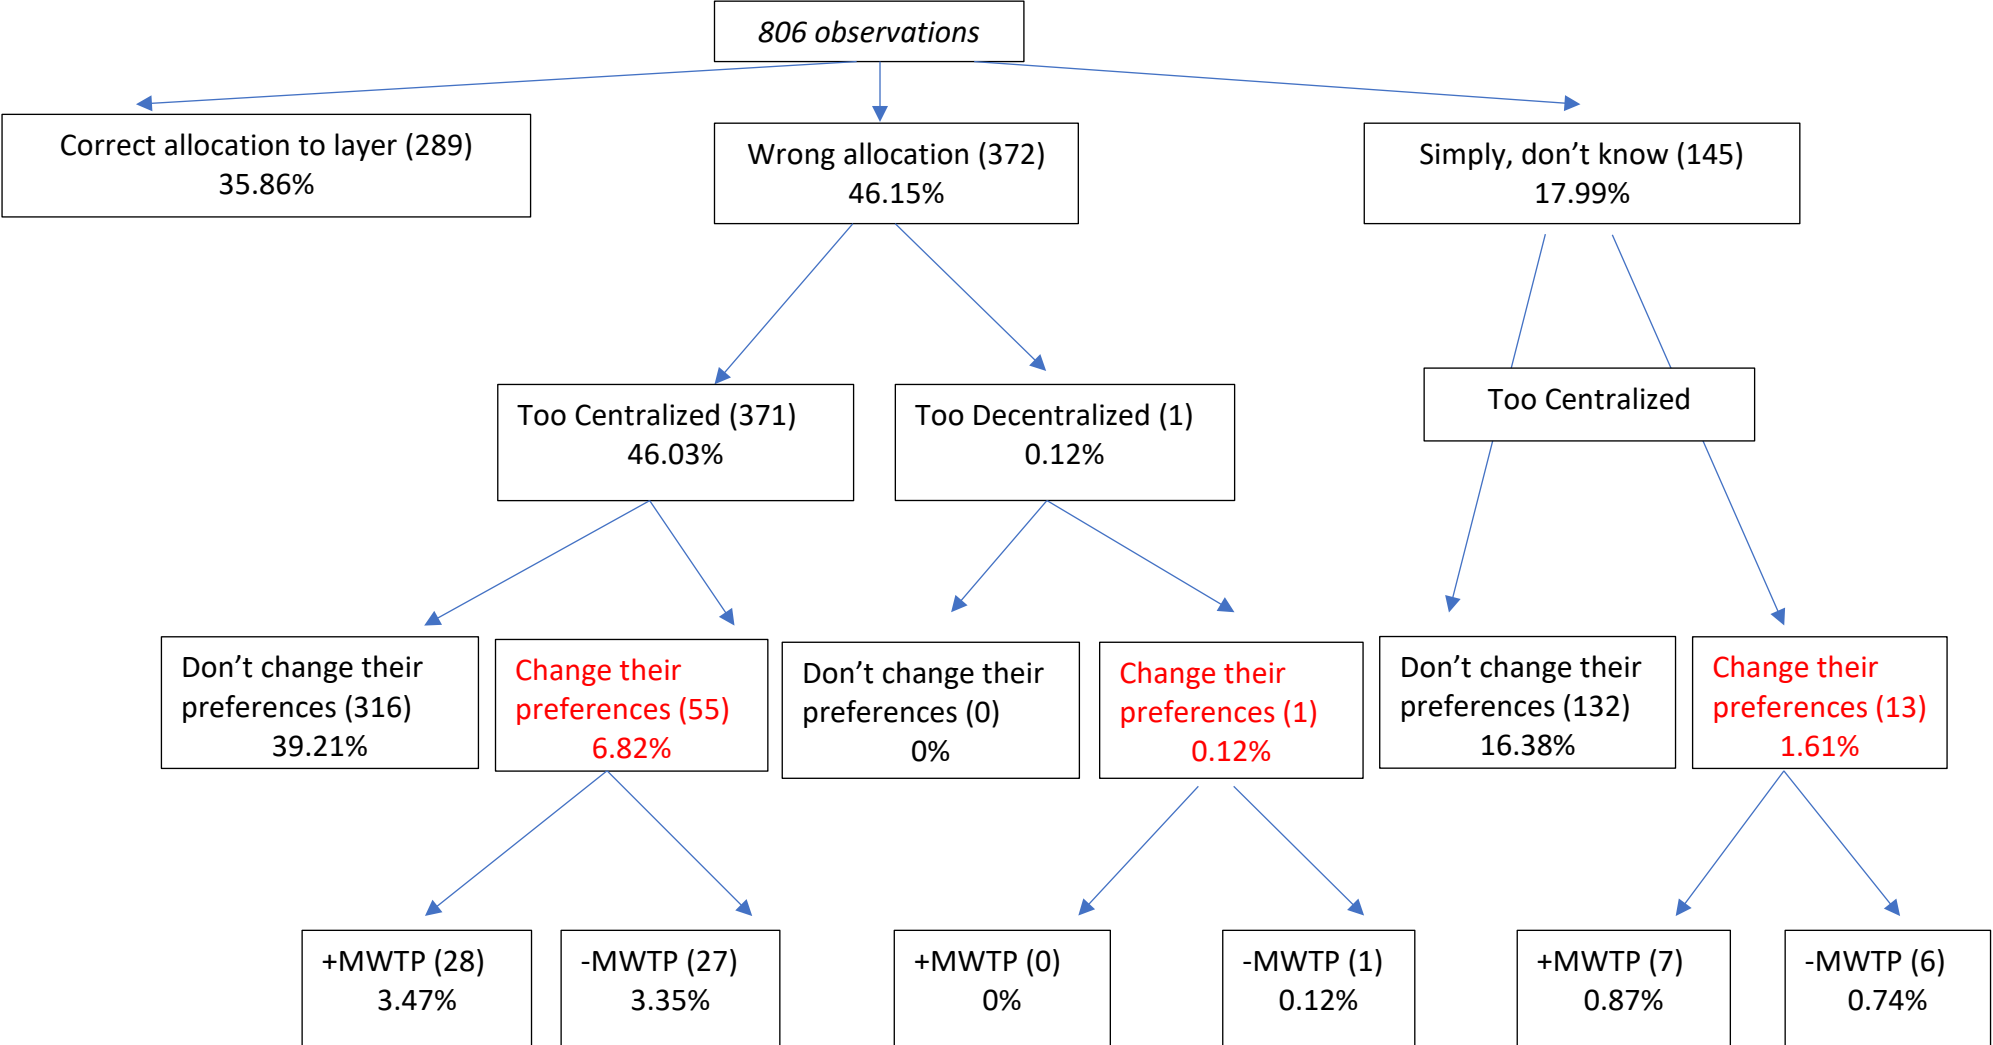 806 observations
Correct allocation to layer (289)
35.86%
Wrong allocation (372)
46.15%
Simply, don’t know (145)
17.99%
Too Centralized (371)
46.03%
Too Decentralized (1)
0.12%
Too Centralized
Don’t change their
preferences (316)
39.21%
Change their
preferences (55)
6.82%
Don’t change their
preferences (0)
0%
Change their
preferences (1)
0.12%
Don’t change their
preferences (132)
16.38%
Change their
preferences (13)
1.61%
+MWTP (28)
3.47%
-MWTP (27)
3.35%
+MWTP (0)
0%
-MWTP (1)
0.12%
+MWTP (7)
0.87%
-MWTP (6)
0.74%